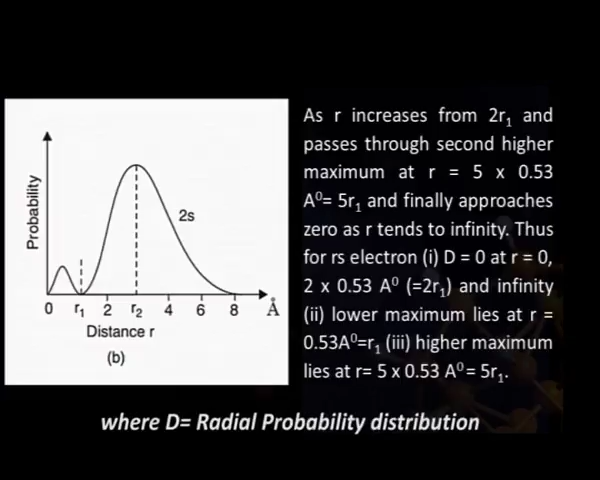 Probability
2s
0 r₁ 2 r₂ 4 6 8 Å
Distance r
(b)
As r increases from 2r₁ and
passes through second higher
maximum at r = 5 x 0.53
A⁰= 5r₁ and finally approaches
zero as r tends to infinity. Thus
for rs electron (i) D = 0 at r = 0,
2 x 0.53 A⁰ (=2r₁) and infinity
(ii) lower maximum lies at r =
0.53A⁰=r₁ (iii) higher maximum
lies at r= 5 x 0.53 A⁰= 5r₁.
where D= Radial Probability distribution